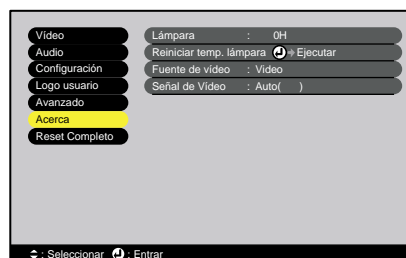 Vídeo
Audio
Configuración
Logo usuario
Avanzado
Acerca
Reset Completo
Lámpara : 0H
Reiniciar temp. lámpara Ejecutar
Fuente de vídeo : Video
Señal de Vídeo : Auto( )
: Seleccionar : Entrar